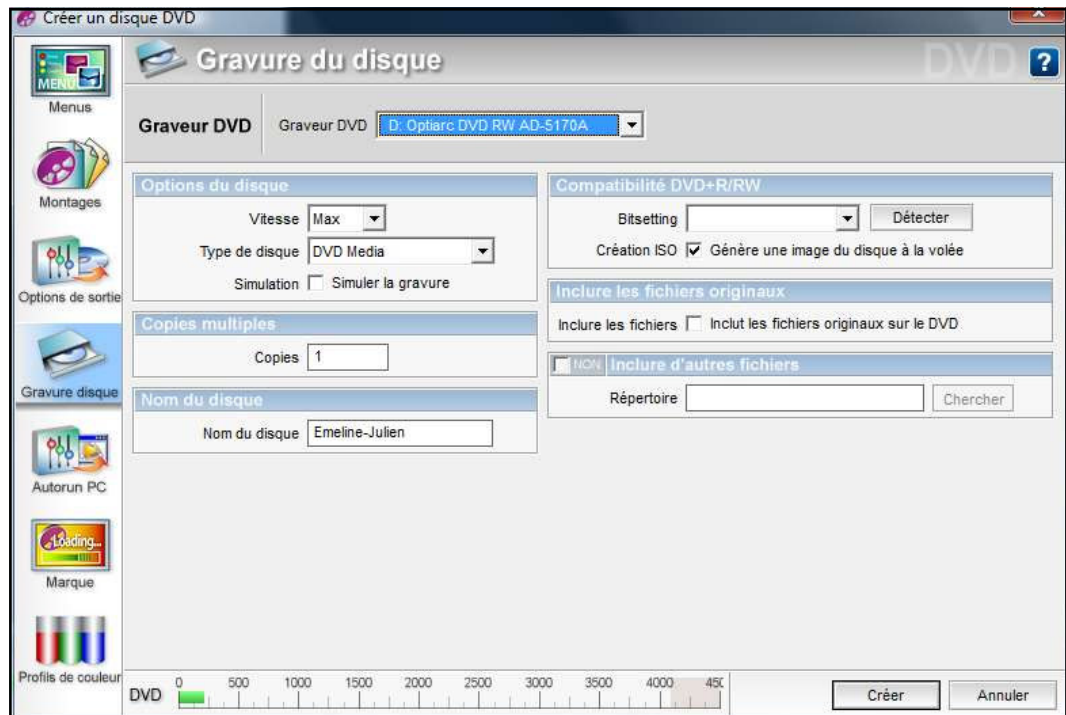 Créer un disque DVD
MENU
Menus
Montages
Options de sortie
Gravure disque
Autorun PC
Loading...
Marque
Profils de couleur
Gravure du disque
DVD
?
Graveur DVD
Graveur DVD D: Optiarc DVD RW AD-5170A
Options du disque
Vitesse Max
Type de disque DVD Media
Simulation Simuler la gravure
Copies multiples
Copies 1
Nom du disque
Nom du disque Emeline-Julien
Compatibilité DVD+R/RW
Bitsetting Détecter
Création ISO Génère une image du disque à la volée
Inclure les fichiers originaux
Inclure les fichiers Inclut les fichiers originaux sur le DVD
NON Inclure d'autres fichiers
Répertoire Chercher
DVD 0 500 1000 1500 2000 2500 3000 3500 4000
Créer Annuler